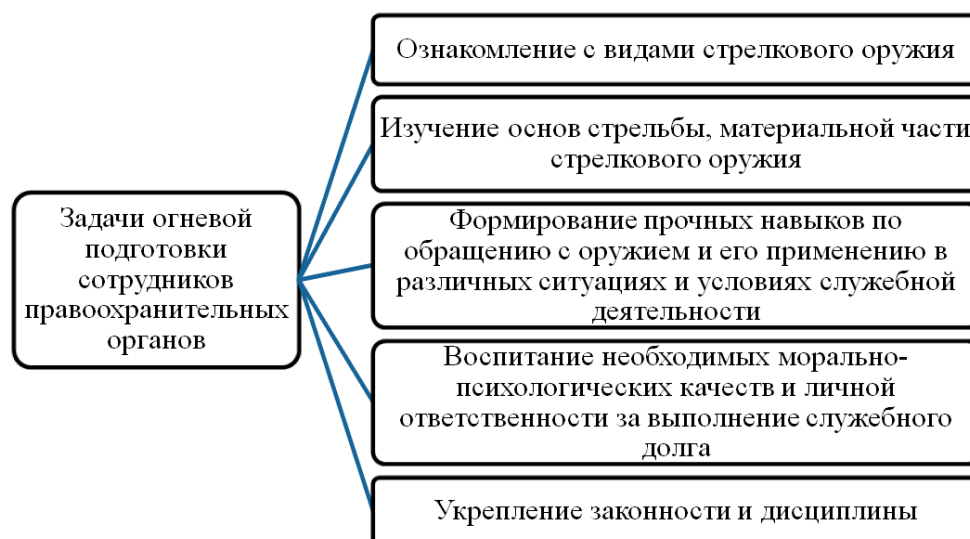 Задачи огневой
подготовки
сотрудников
правоохранительных
органов
Ознакомление с видами стрелкового оружия
Изучение основ стрельбы, материальной части
стрелкового оружия
Формирование прочных навыков по
обращению с оружием и его применению в
различных ситуациях и условиях служебной
деятельности
Воспитание необходимых морально-
психологических качеств и личной
ответственности за выполнение служебного
долга
Укрепление законности и дисциплины